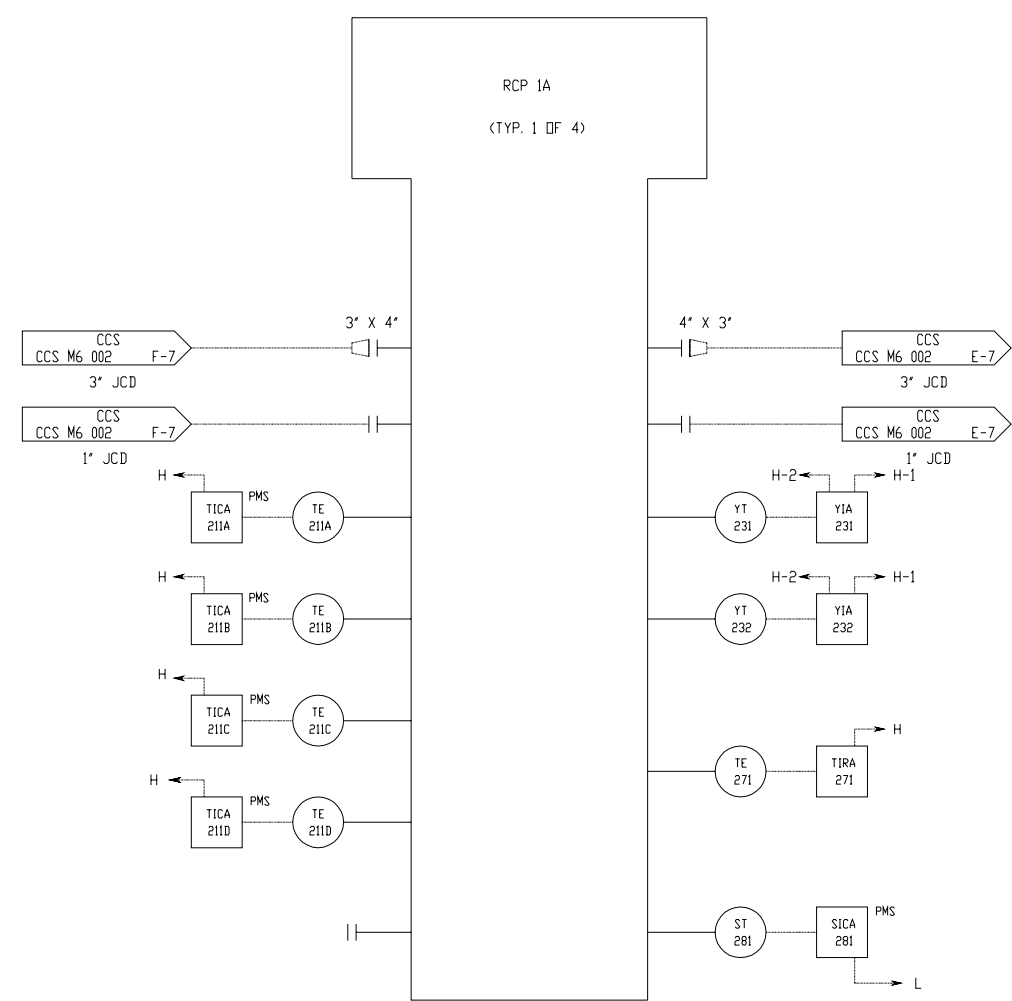 RCP 1A
(TYP. 1 OF 4)
3" X 4"
4" X 3"
CCS
CCS M6 002 F-7
3" JCD
CCS
CCS M6 002 E-7
3" JCD
CCS
CCS M6 002 F-7
1" JCD
CCS
CCS M6 002 E-7
1" JCD
H
TICA
211A
PMS
TE
211A
YT
231
H-2
H-1
YIA
231
H
TICA
211B
PMS
TE
211B
YT
232
H-2
H-1
YIA
232
H
TICA
211C
PMS
TE
211C
TE
271
H
TIRA
271
H
TICA
211D
PMS
TE
211D
ST
281
SICA
281
PMS
L